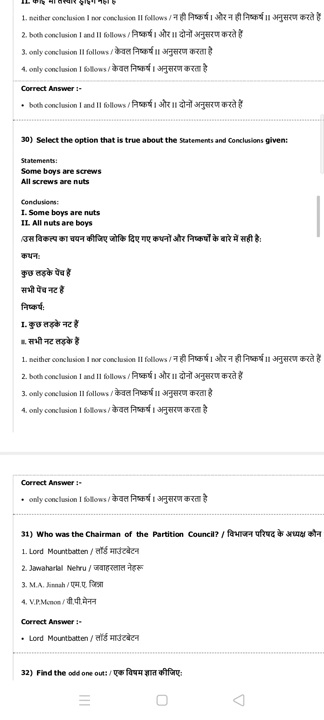 II. कोई भी तस्वीर ड्राइंग नहीं है
1. neither conclusion I nor conclusion II follows / न ही निष्कर्ष I और न ही निष्कर्ष II अनुसरण करते हैं
2. both conclusion I and II follows / निष्कर्ष I और II दोनों अनुसरण करते हैं
3. only conclusion II follows / केवल निष्कर्ष II अनुसरण करता है
4. only conclusion I follows / केवल निष्कर्ष I अनुसरण करता है
Correct Answer :-
• both conclusion I and II follows / निष्कर्ष I और II दोनों अनुसरण करते हैं
30) Select the option that is true about the Statements and Conclusions given:
Statements:
Some boys are screws
All screws are nuts
Conclusions:
I. Some boys are nuts
II. All nuts are boys
/उस विकल्प का चयन कीजिए जोकि दिए गए कथनों और निष्कर्षों के बारे में सही है:
कथन:
कुछ लड़के पेंच हैं
सभी पेंच नट हैं
निष्कर्ष:
I. कुछ लड़के नट हैं
II. सभी नट लड़के हैं
1. neither conclusion I nor conclusion II follows / न ही निष्कर्ष I और न ही निष्कर्ष II अनुसरण करते हैं
2. both conclusion I and II follows / निष्कर्ष I और II दोनों अनुसरण करते हैं
3. only conclusion II follows / केवल निष्कर्ष II अनुसरण करता है
4. only conclusion I follows / केवल निष्कर्ष I अनुसरण करता है
Correct Answer :-
• only conclusion I follows / केवल निष्कर्ष I अनुसरण करता है
31) Who was the Chairman of the Partition Council? / विभाजन परिषद के अध्यक्ष कौन
1. Lord Mountbatten / लॉर्ड माउंटबेटन
2. Jawaharlal Nehru / जवाहरलाल नेहरू
3. M.A. Jinnah / एम.ए. जिन्ना
4. V.P.Menon / वी.पी.मेनन
Correct Answer :-
• Lord Mountbatten / लॉर्ड माउंटबेटन
32) Find the odd one out: / एक विषम ज्ञात कीजिए: